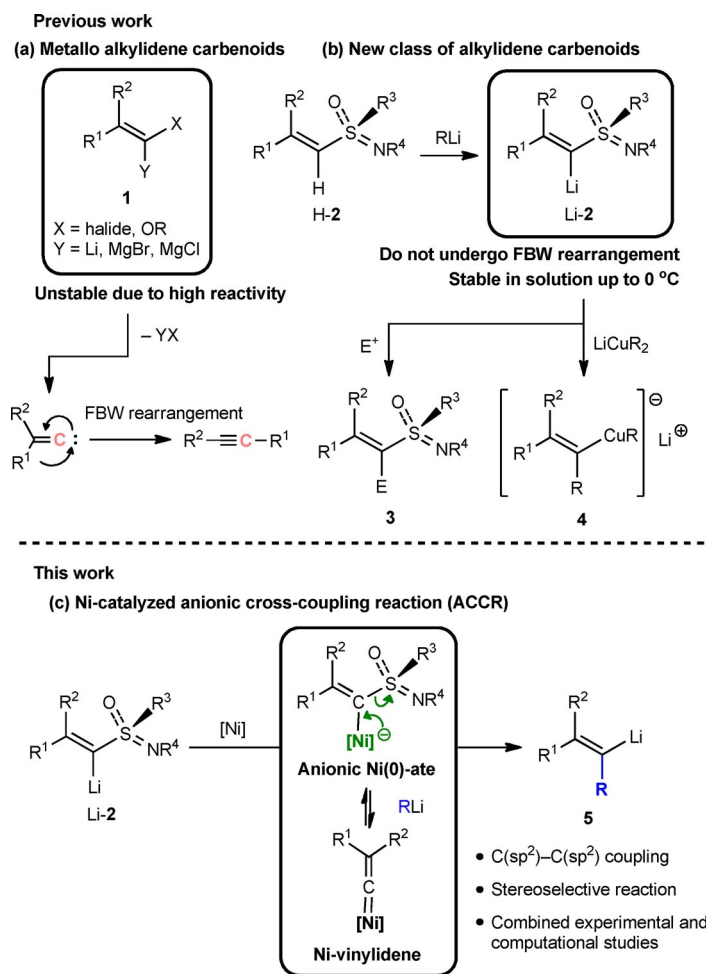 Previous work
(a) Metallo alkylidene carbenoids
(b) New class of alkylidene carbenoids
R² X R¹ Y
1
X = halide, OR
Y = Li, MgBr, MgCl
Unstable due to high reactivity
– YX
R² C : R¹
FBW rearrangement
R²–≡C–R¹
R² O R³ R¹ S NR⁴ H
H-2
RLi
R² O R³ R¹ S NR⁴ Li
Li-2
Do not undergo FBW rearrangement
Stable in solution up to 0 °C
E⁺
LiCuR₂
R² O R³ R¹ S NR⁴ E
3
R² CuR R¹ R ⊖ Li ⊕
4
This work
(c) Ni-catalyzed anionic cross-coupling reaction (ACCR)
R² O R³ R¹ S NR⁴ Li
Li-2
[Ni]
R² O R³ R¹ C S NR⁴ [Ni] ⊖
Anionic Ni(0)-ate
RLi
R¹ R² C [Ni]
Ni-vinylidene
R² Li R¹ R
5
• C(sp²)–C(sp²) coupling
• Stereoselective reaction
• Combined experimental and
computational studies